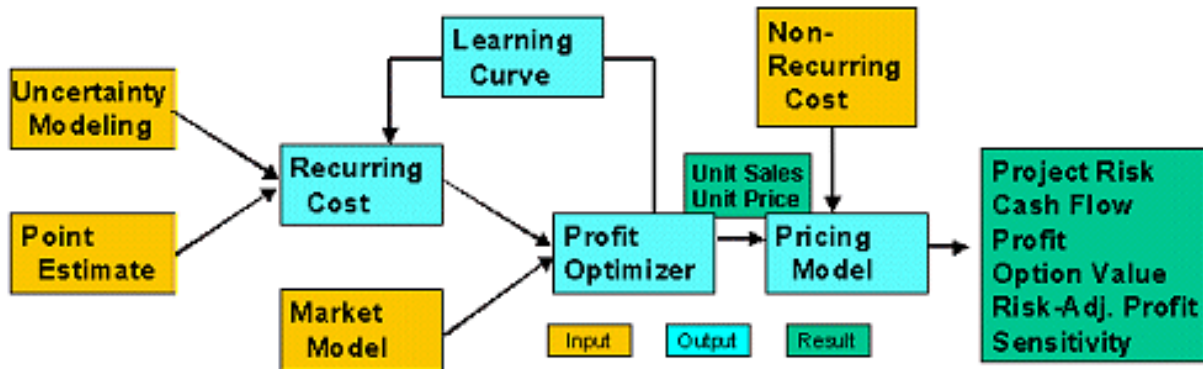 Learning
Curve
Non-
Recurring
Cost
Uncertainty
Modeling
Recurring
Cost
Unit Sales
Unit Price
Project Risk
Cash Flow
Profit
Option Value
Risk-Adj. Profit
Sensitivity
Point
Estimate
Profit
Optimizer
Pricing
Model
Market
Model
Input
Output
Result